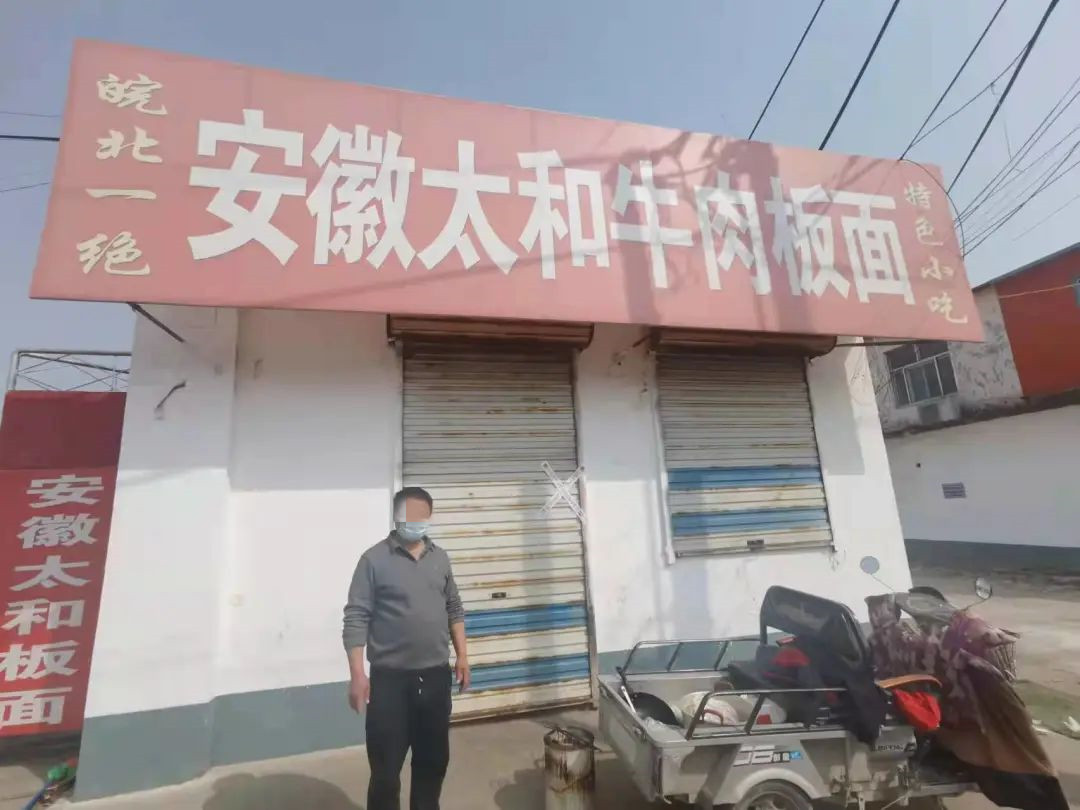 皖北一绝
安徽太和牛肉板面
特色小吃
安徽太和板面